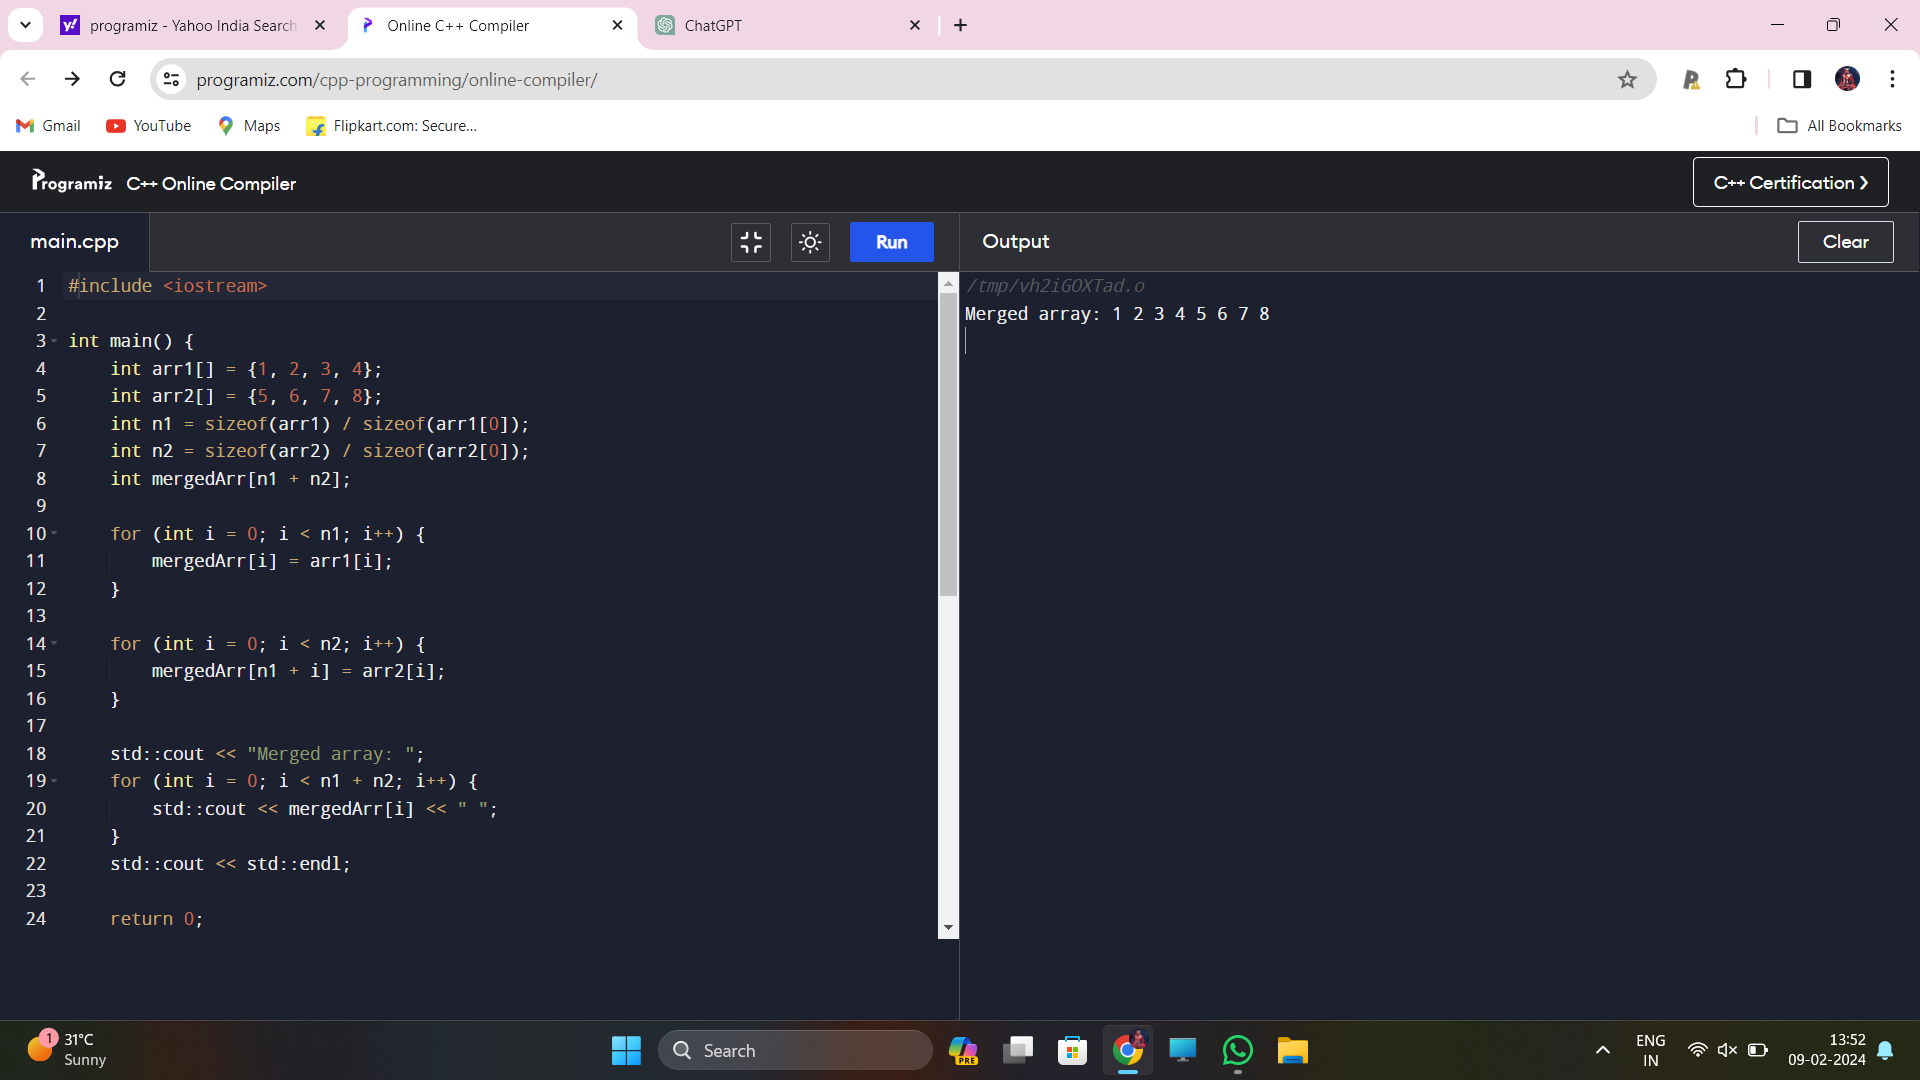 programiz - Yahoo India Search
Online C++ Compiler
ChatGPT
programiz.com/cpp-programming/online-compiler/
Gmail
YouTube
Maps
Flipkart.com: Secure...
All Bookmarks
Programiz
C++ Online Compiler
C++ Certification
main.cpp
Run
Output
Clear
1 #include <iostream>
2
3 int main() {
4     int arr1[] = {1, 2, 3, 4};
5     int arr2[] = {5, 6, 7, 8};
6     int n1 = sizeof(arr1) / sizeof(arr1[0]);
7     int n2 = sizeof(arr2) / sizeof(arr2[0]);
8     int mergedArr[n1 + n2];
9
10     for (int i = 0; i < n1; i++) {
11         mergedArr[i] = arr1[i];
12     }
13
14     for (int i = 0; i < n2; i++) {
15         mergedArr[n1 + i] = arr2[i];
16     }
17
18     std::cout << "Merged array: ";
19     for (int i = 0; i < n1 + n2; i++) {
20         std::cout << mergedArr[i] << " ";
21     }
22     std::cout << std::endl;
23
24     return 0;
/tmp/vh2iGOXTad.o
Merged array: 1 2 3 4 5 6 7 8
1
31°C
Sunny
Search
PRE
ENG
IN
13:52
09-02-2024